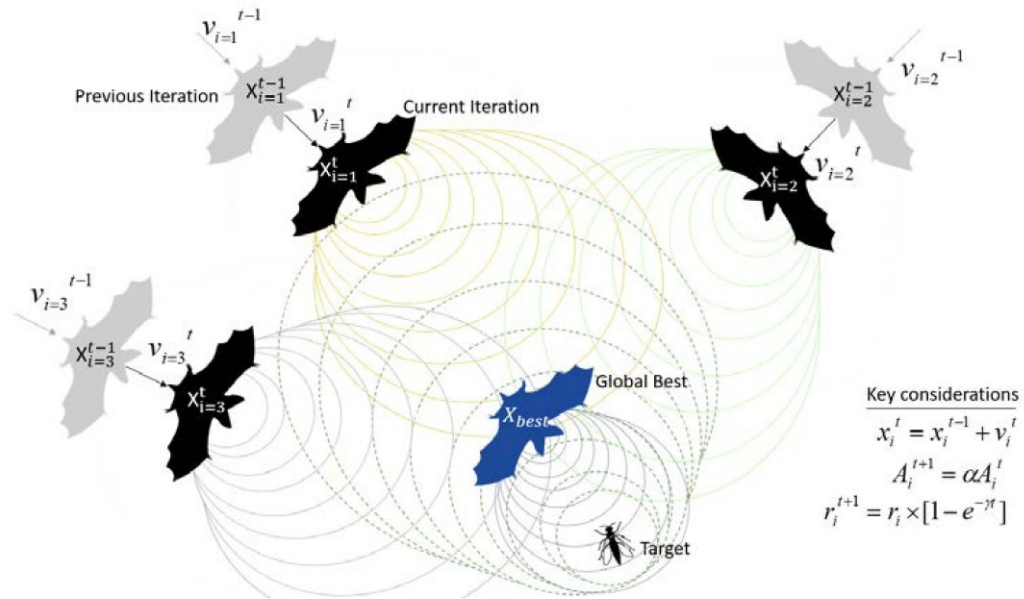 v_{i=1}^{t-1}
X_{i=1}^{t-1}
Previous Iteration
v_{i=1}^{t}
Current Iteration
X_{i=1}^{t}
v_{i=2}^{t-1}
X_{i=2}^{t-1}
v_{i=2}^{t}
X_{i=2}^{t}
v_{i=3}^{t-1}
X_{i=3}^{t-1}
v_{i=3}^{t}
X_{i=3}^{t}
Global Best
X_{best}
Target
Key considerations
x_i^t = x_i^{t-1} + v_i^t
A_i^{t+1} = αA_i^t
r_i^{t+1} = r_i × [1 − e^{−γt}]